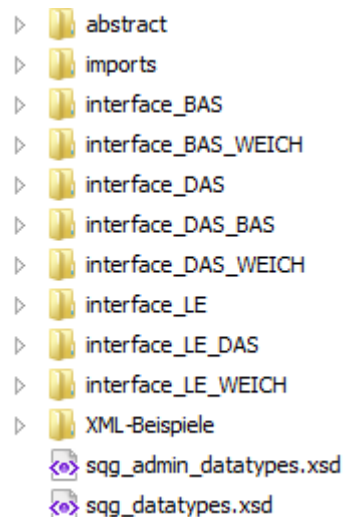 abstract
imports
interface_BAS
interface_BAS_WEICH
interface_DAS
interface_DAS_BAS
interface_DAS_WEICH
interface_LE
interface_LE_DAS
interface_LE_WEICH
XML-Beispiele
sqg_admin_datatypes.xsd
sqg_datatypes.xsd